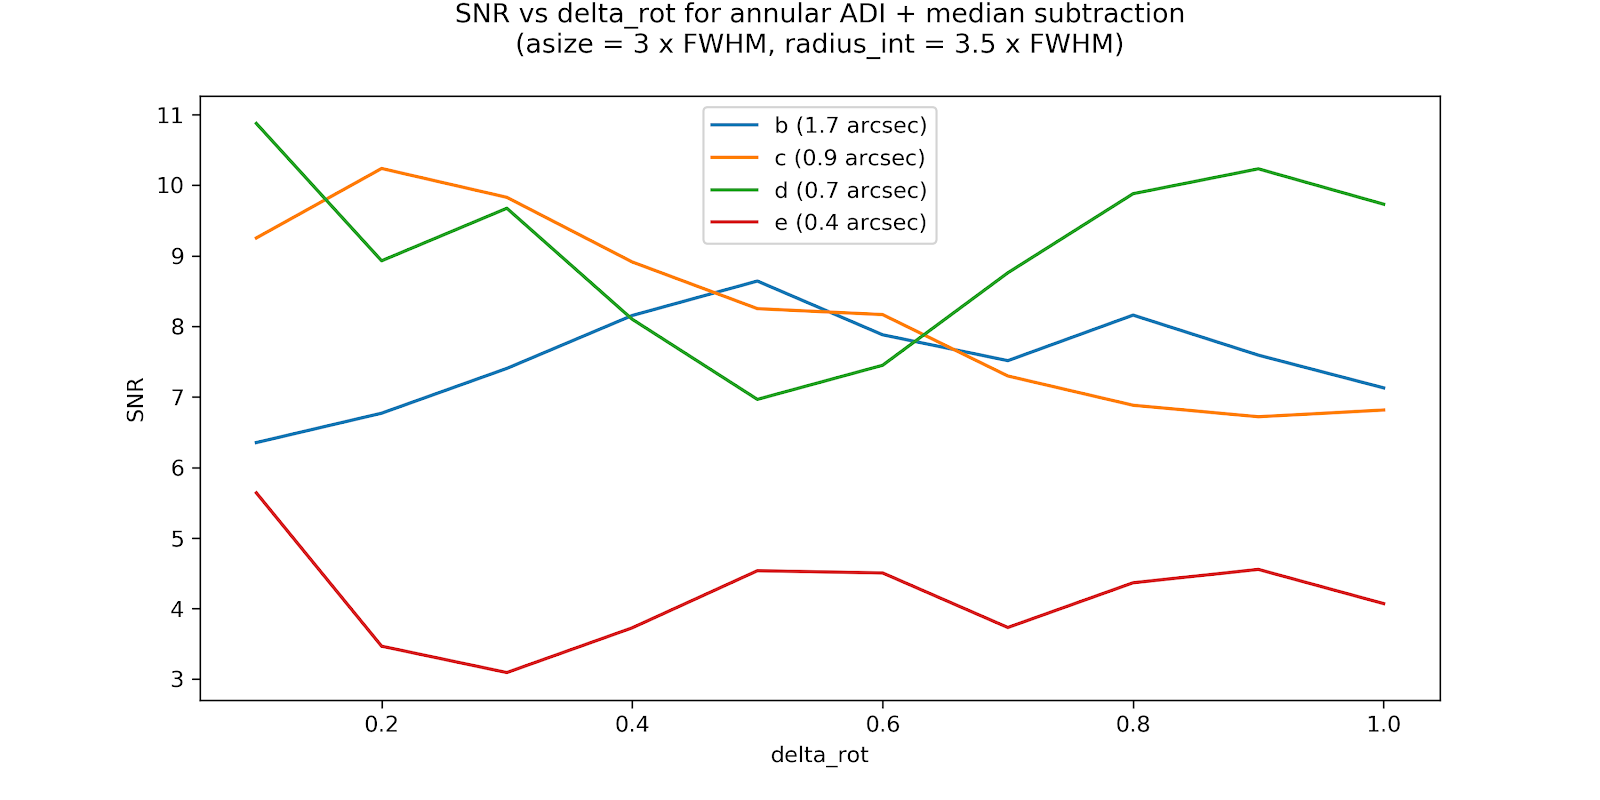 SNR vs delta_rot for annular ADI + median subtraction
(asize = 3 x FWHM, radius_int = 3.5 x FWHM)
b (1.7 arcsec)
c (0.9 arcsec)
d (0.7 arcsec)
e (0.4 arcsec)
11
10
9
8
7
6
5
4
3
SNR
0.2
0.4
0.6
0.8
1.0
delta_rot